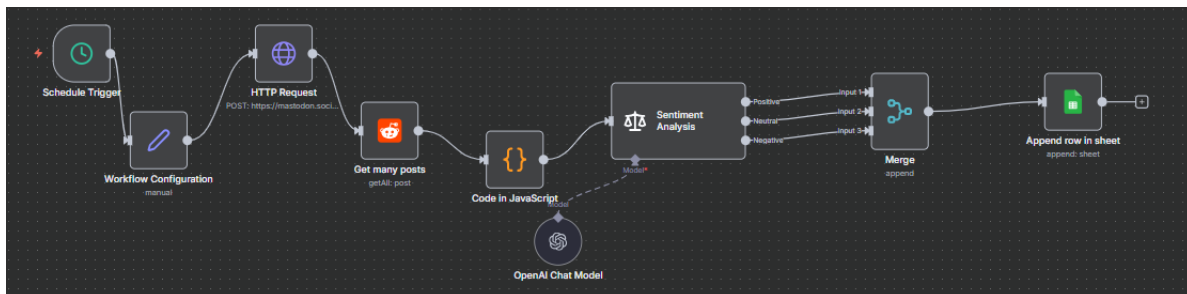 Schedule Trigger
Workflow Configuration
manual
HTTP Request
POST: https://mastodon.soci...
Get many posts
getAll: post
Code in JavaScript
Model
OpenAI Chat Model
Sentiment
Analysis
Model*
Positive
Neutral
Negative
Input 1
Input 2
Input 3
Merge
append
Append row in sheet
append: sheet